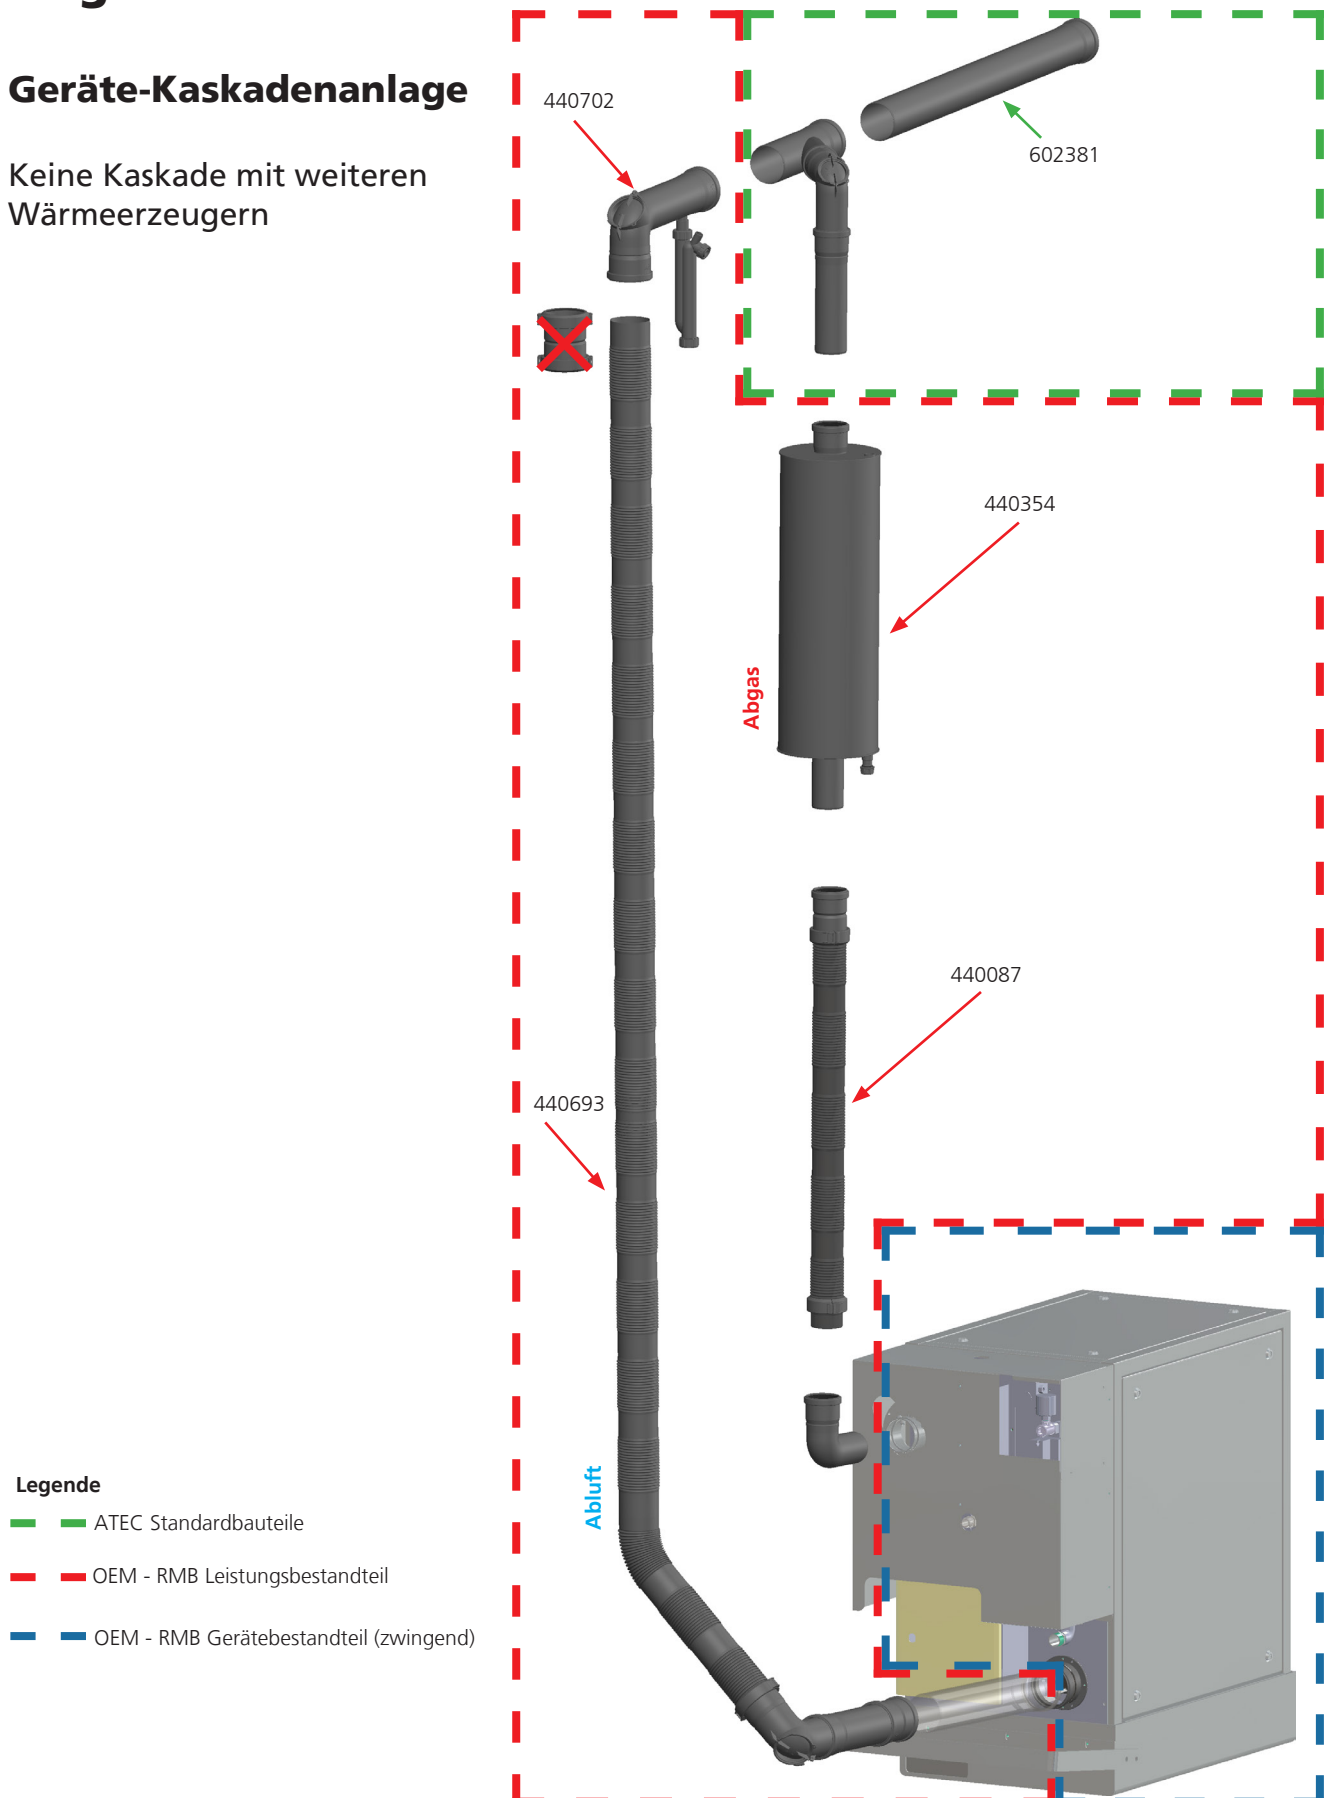 Geräte-Kaskadenanlage
Keine Kaskade mit weiteren
Wärmeerzeugern
440702
602381
440354
Abgas
440087
440693
Abluft
Legende
ATEC Standardbauteile
OEM - RMB Leistungsbestandteil
OEM - RMB Gerätebestandteil (zwingend)